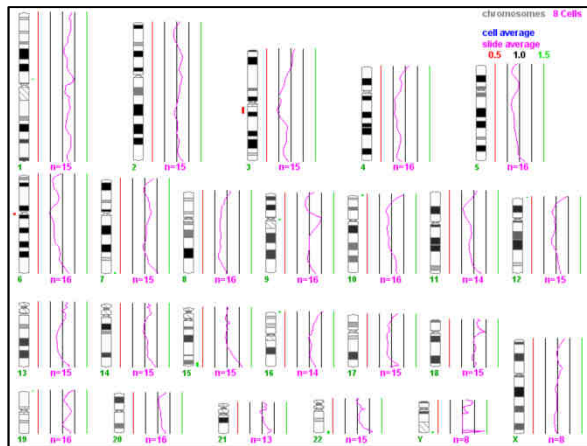 chromosomes 8 Cells
cell average
slide average
0.5 1.0 1.5
1 n=15
2 n=15
3 n=15
4 n=16
5 n=16
6 n=16
7 n=15
8 n=16
9 n=16
10 n=16
11 n=14
12 n=15
13 n=15
14 n=15
15 n=15
16 n=14
17 n=15
18 n=15
19 n=16
20 n=16
21 n=13
22 n=15
Y n=8
X n=8